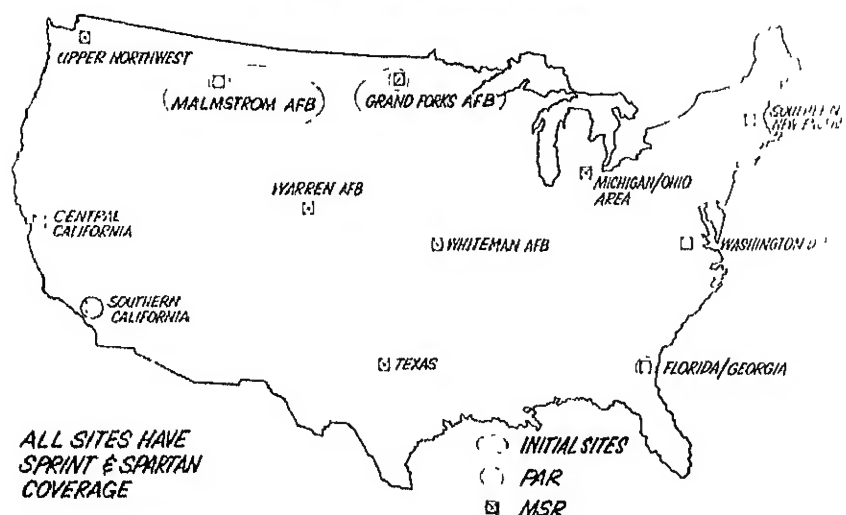 UPPER NORTHWEST
(MALMSTROM AFB)
(GRAND FORKS AFB)
NEW
MICHIGAN/OHIO
AREA
WARREN AFB
CENTRAL
CALIFORNIA
WHITEMAN AFB
WASHINGTON
SOUTHERN
CALIFORNIA
TEXAS
FLORIDA/GEORGIA
ALL SITES HAVE
SPRINT & SPARTAN
COVERAGE
INITIAL SITES
PAR
MSR